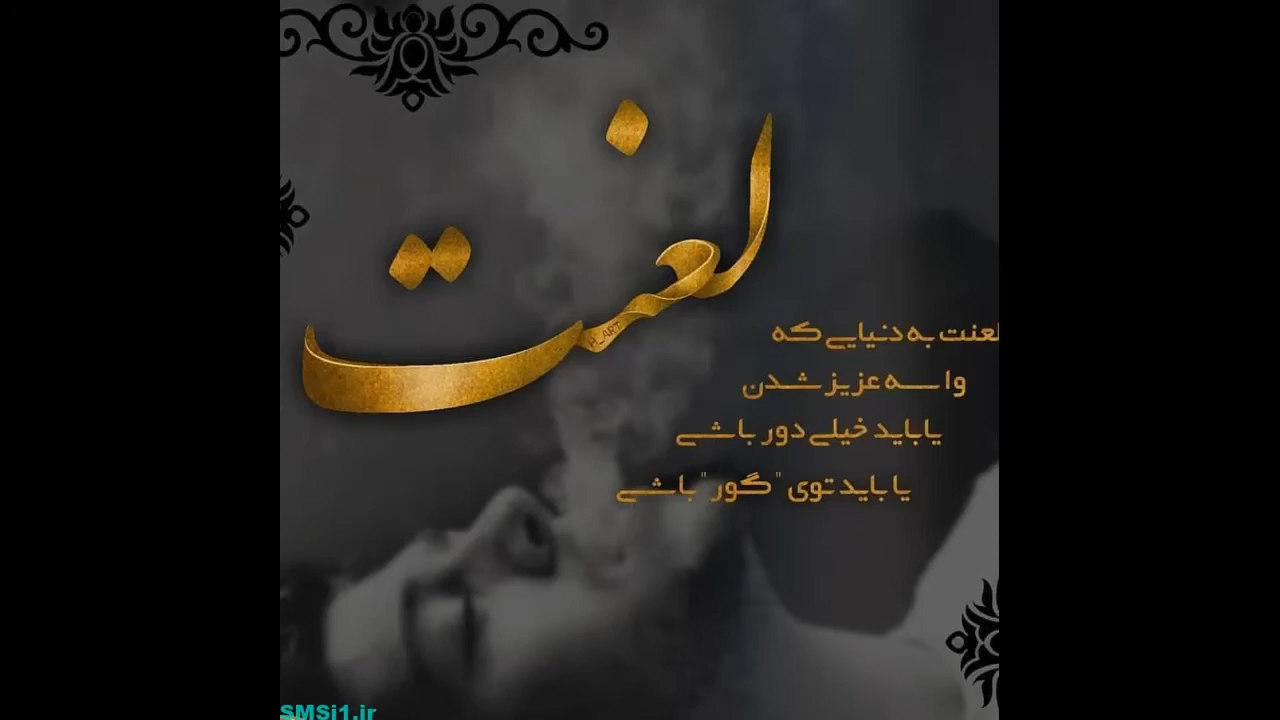 لعنت
R_ART
لعنت به دنیایی که
واسه عزیز شدن
یا باید خیلی دور باشی
یا باید توی "گور" باشی
SMSi1.ir